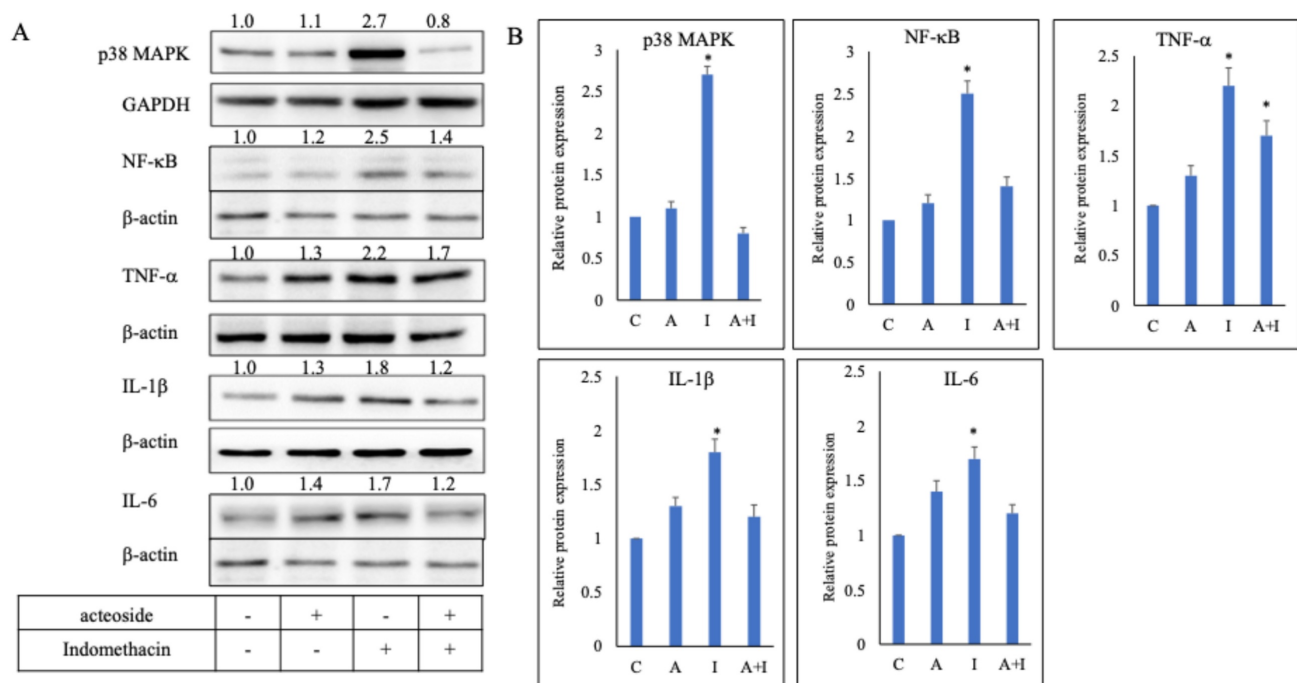 A
1.0 1.1 2.7 0.8
p38 MAPK
GAPDH
1.0 1.2 2.5 1.4
NF-κB
β-actin
1.0 1.3 2.2 1.7
TNF-α
β-actin
1.0 1.3 1.8 1.2
IL-1β
β-actin
1.0 1.4 1.7 1.2
IL-6
β-actin
acteoside - + - +
Indomethacin - - + +
B
p38 MAPK
Relative protein expression
3
2.5
2
1.5
1
0.5
0
*
C A I A+I
NF-κB
Relative protein expression
3
2.5
2
1.5
1
0.5
0
*
C A I A+I
TNF-α
Relative protein expression
2.5
2
1.5
1
0.5
0
*
*
C A I A+I
IL-1β
Relative protein expression
2.5
2
1.5
1
0.5
0
*
C A I A+I
IL-6
Relative protein expression
2.5
2
1.5
1
0.5
0
*
C A I A+I